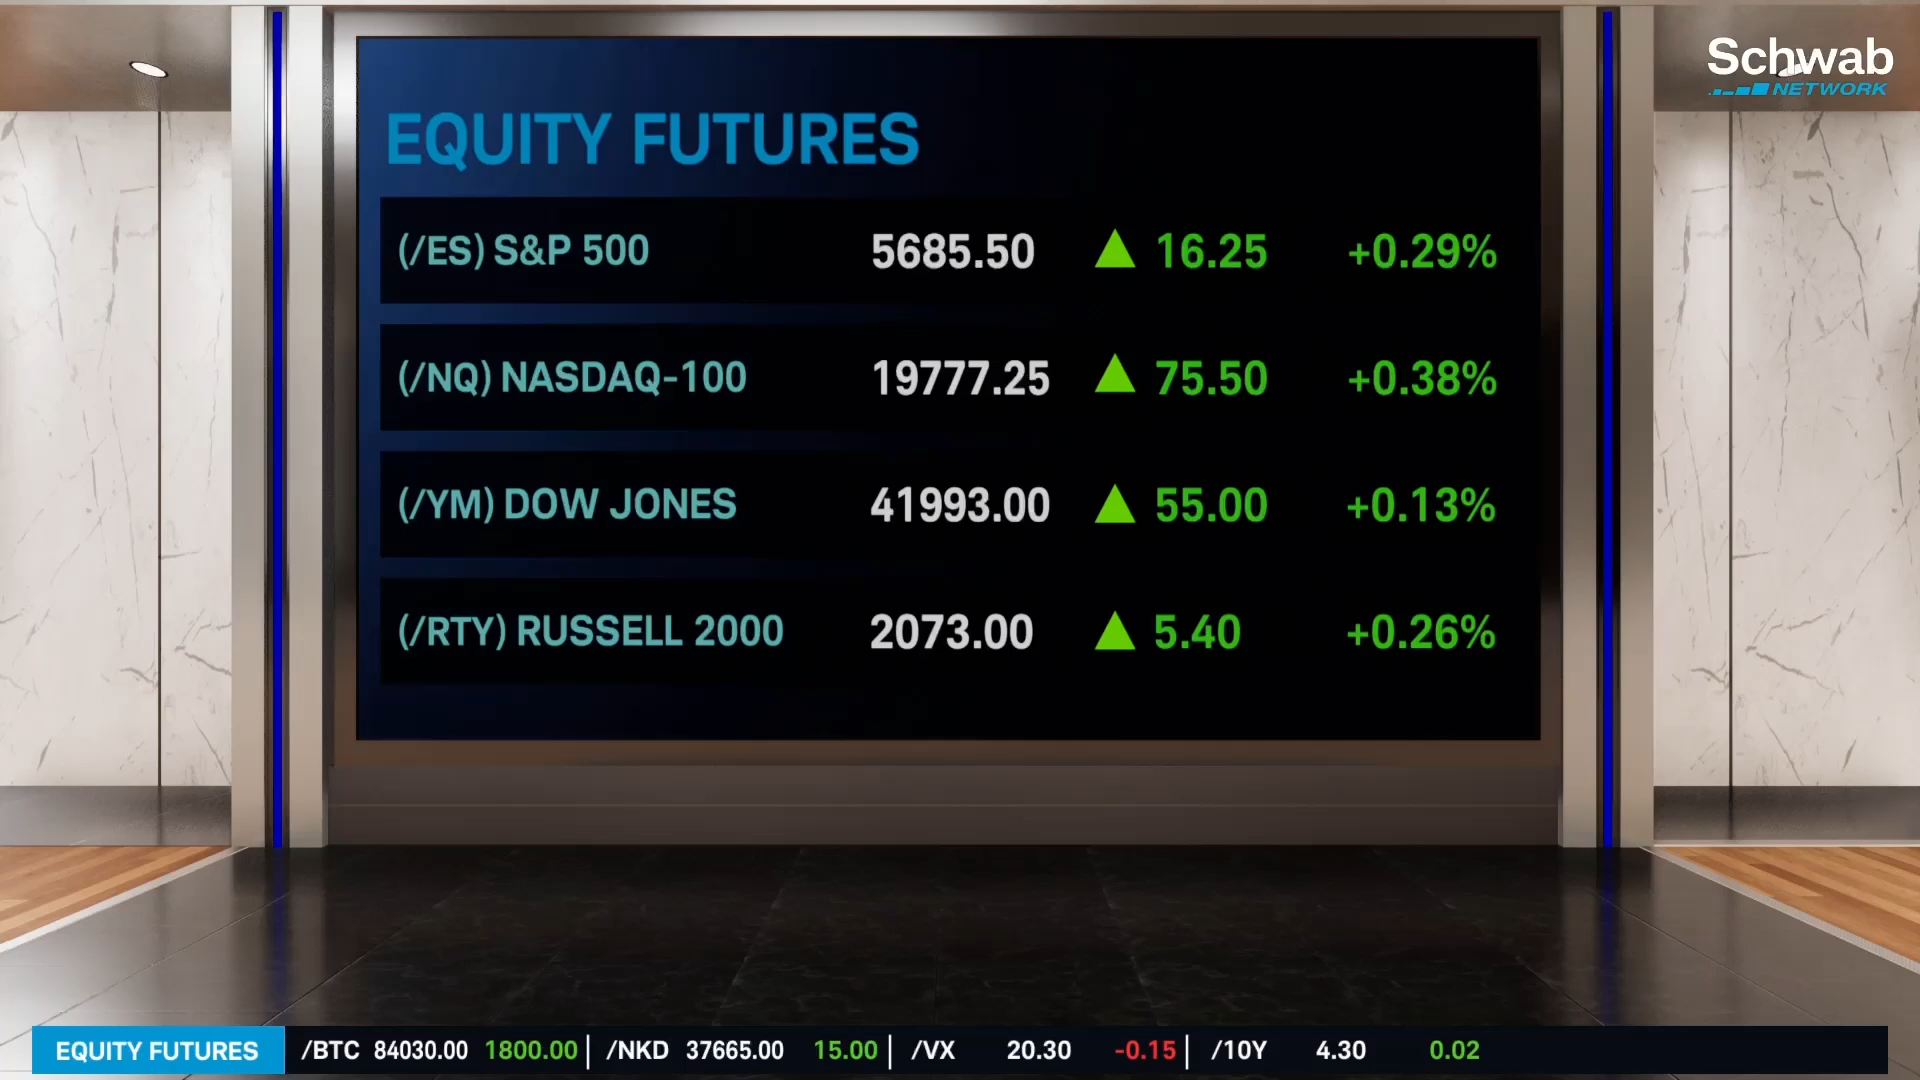 Schwab
NETWORK
EQUITY FUTURES
(/ES) S&P 500 5685.50 ▲ 16.25 +0.29%
(/NQ) NASDAQ-100 19777.25 ▲ 75.50 +0.38%
(/YM) DOW JONES 41993.00 ▲ 55.00 +0.13%
(/RTY) RUSSELL 2000 2073.00 ▲ 5.40 +0.26%
EQUITY FUTURES /BTC 84030.00 1800.00 | /NKD 37665.00 15.00 | /VX 20.30 -0.15 | /10Y 4.30 0.02